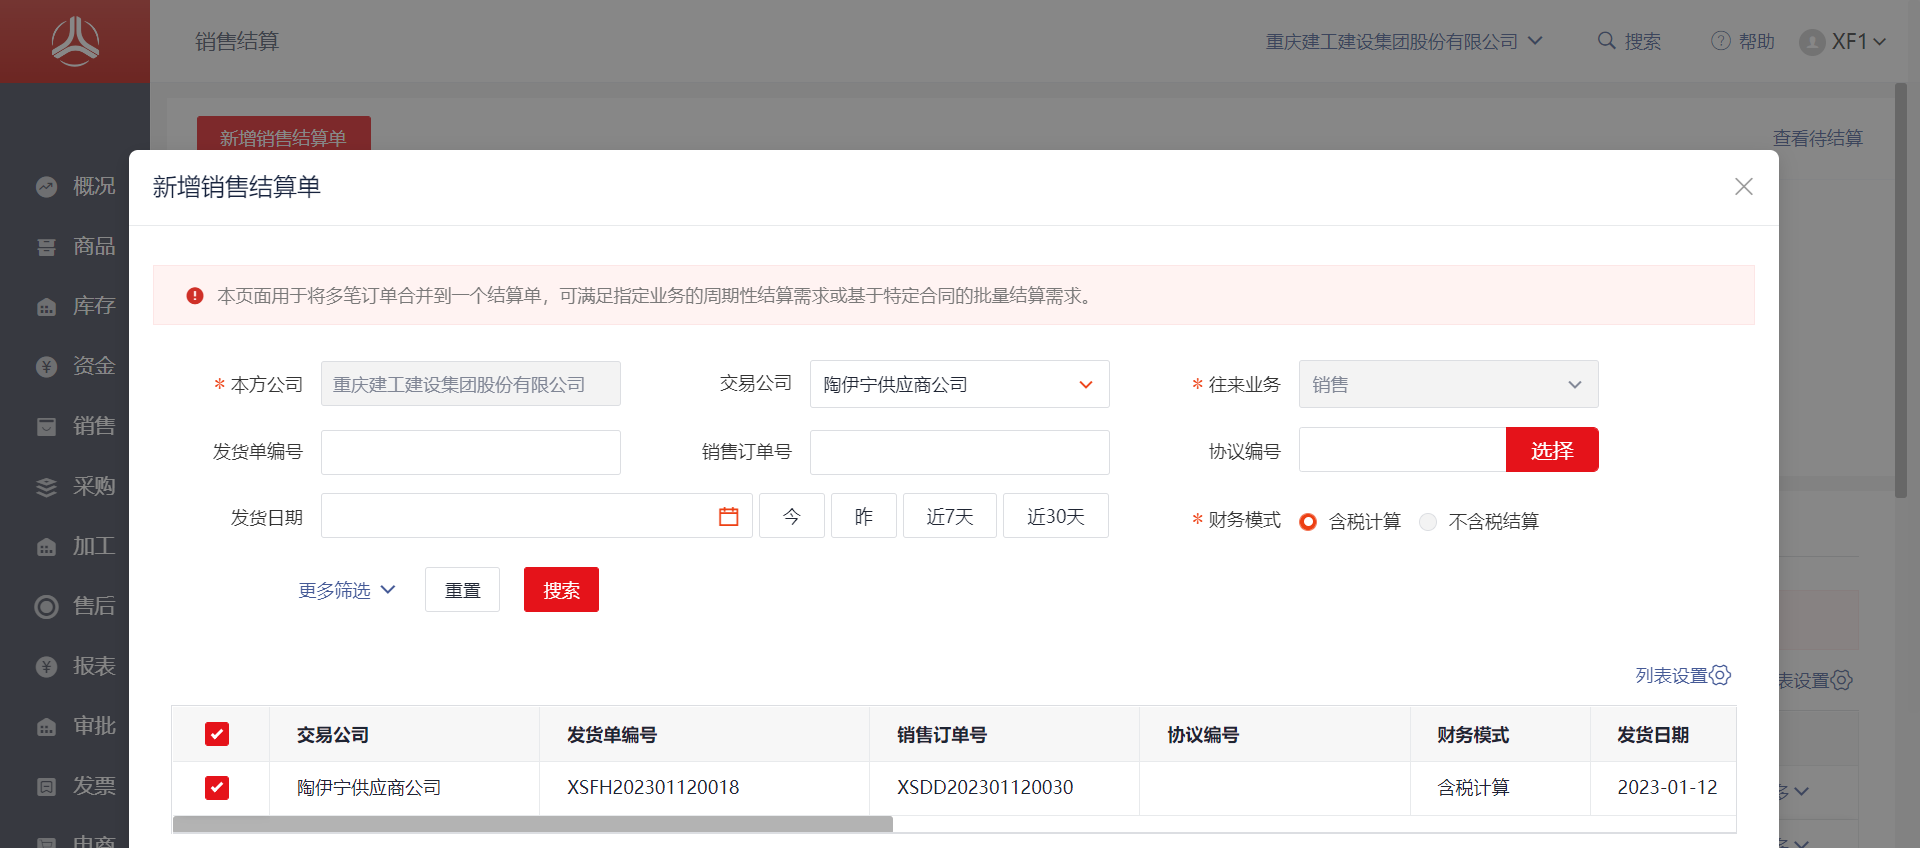 销售结算
重庆建工建设集团股份有限公司
搜索
帮助
XF1
新增销售结算单
查看待结算
概况
商品
库存
资金
销售
采购
加工
售后
报表
审批
发票
电商
新增销售结算单
本页面用于将多笔订单合并到一个结算单，可满足指定业务的周期性结算需求或基于特定合同的批量结算需求。
* 本方公司 重庆建工建设集团股份有限公司 交易公司 陶伊宁供应商公司 * 往来业务 销售
发货单编号 销售订单号 协议编号 选择
发货日期 今 昨 近7天 近30天 * 财务模式 含税计算 不含税结算
更多筛选 重置 搜索
列表设置
表设置
交易公司 发货单编号 销售订单号 协议编号 财务模式 发货日期
陶伊宁供应商公司 XSFH202301120018 XSDD202301120030 含税计算 2023-01-12